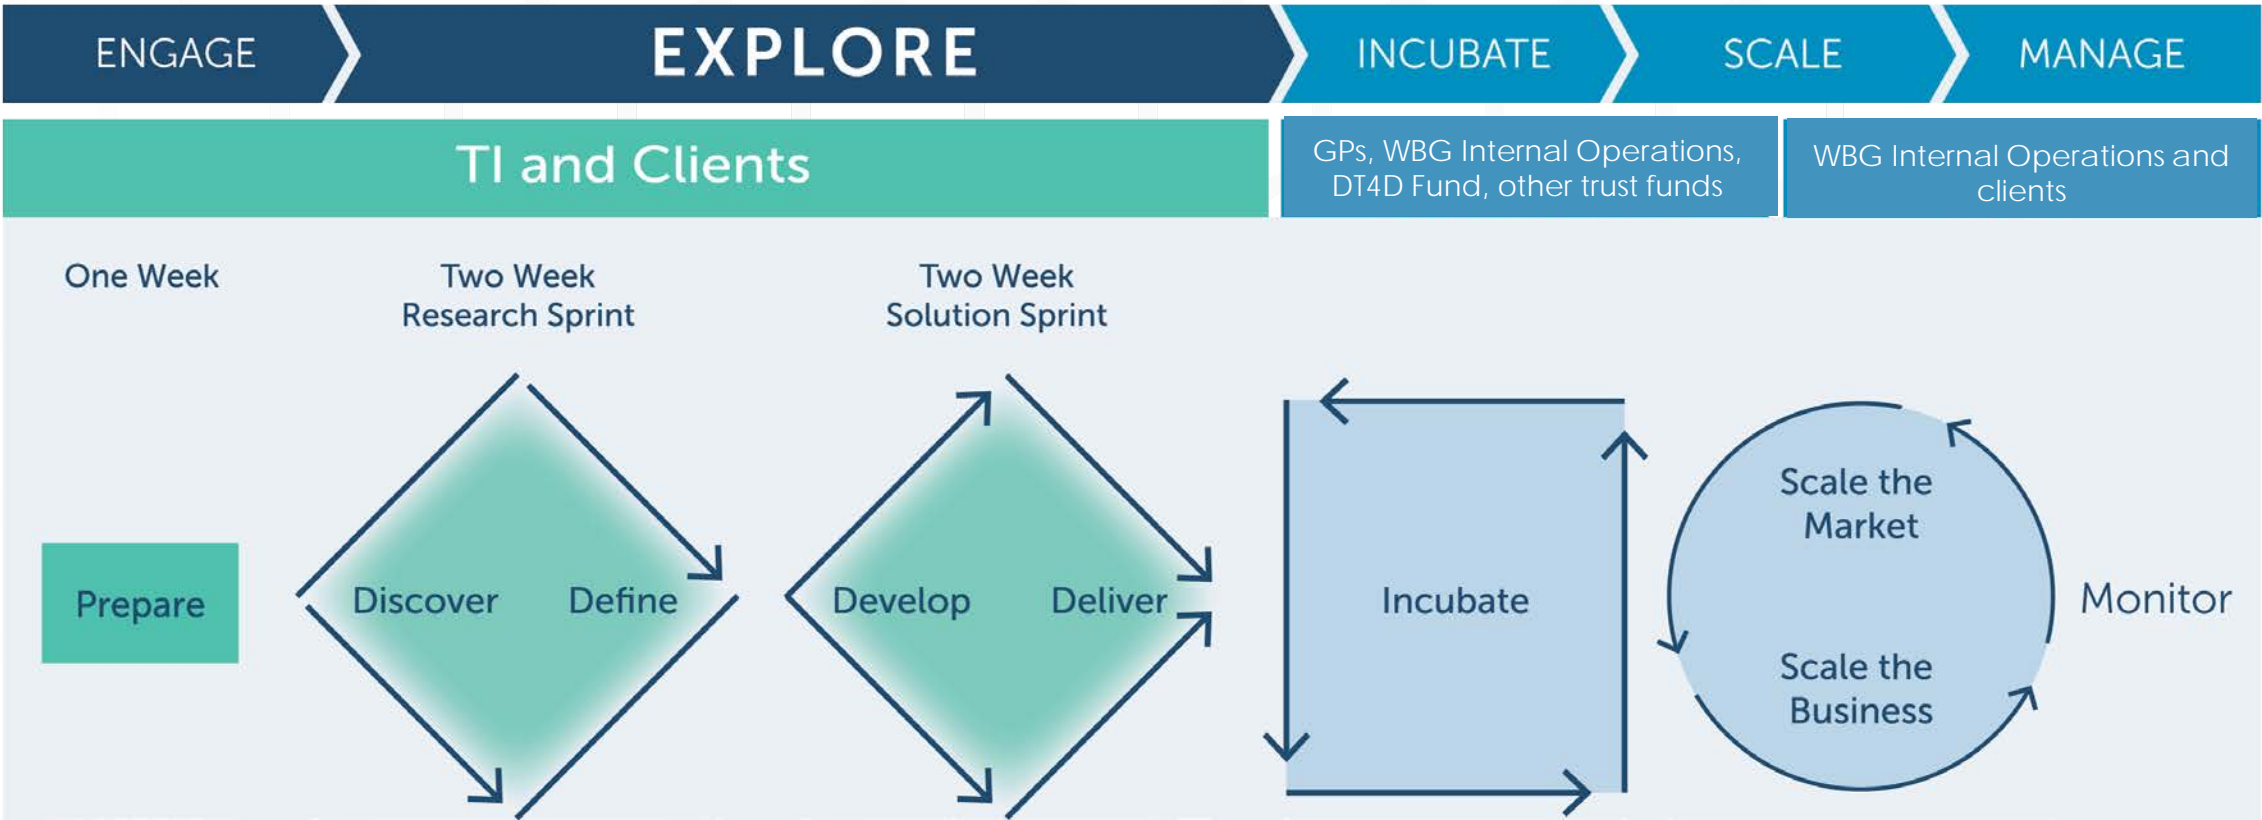 ENGAGE
EXPLORE
INCUBATE
SCALE
MANAGE
TI and Clients
GPs, WBG Internal Operations,
DT4D Fund, other trust funds
WBG Internal Operations and
clients
One Week
Two Week
Research Sprint
Two Week
Solution Sprint
Prepare
Discover
Define
Develop
Deliver
Incubate
Scale the
Market
Scale the
Business
Monitor